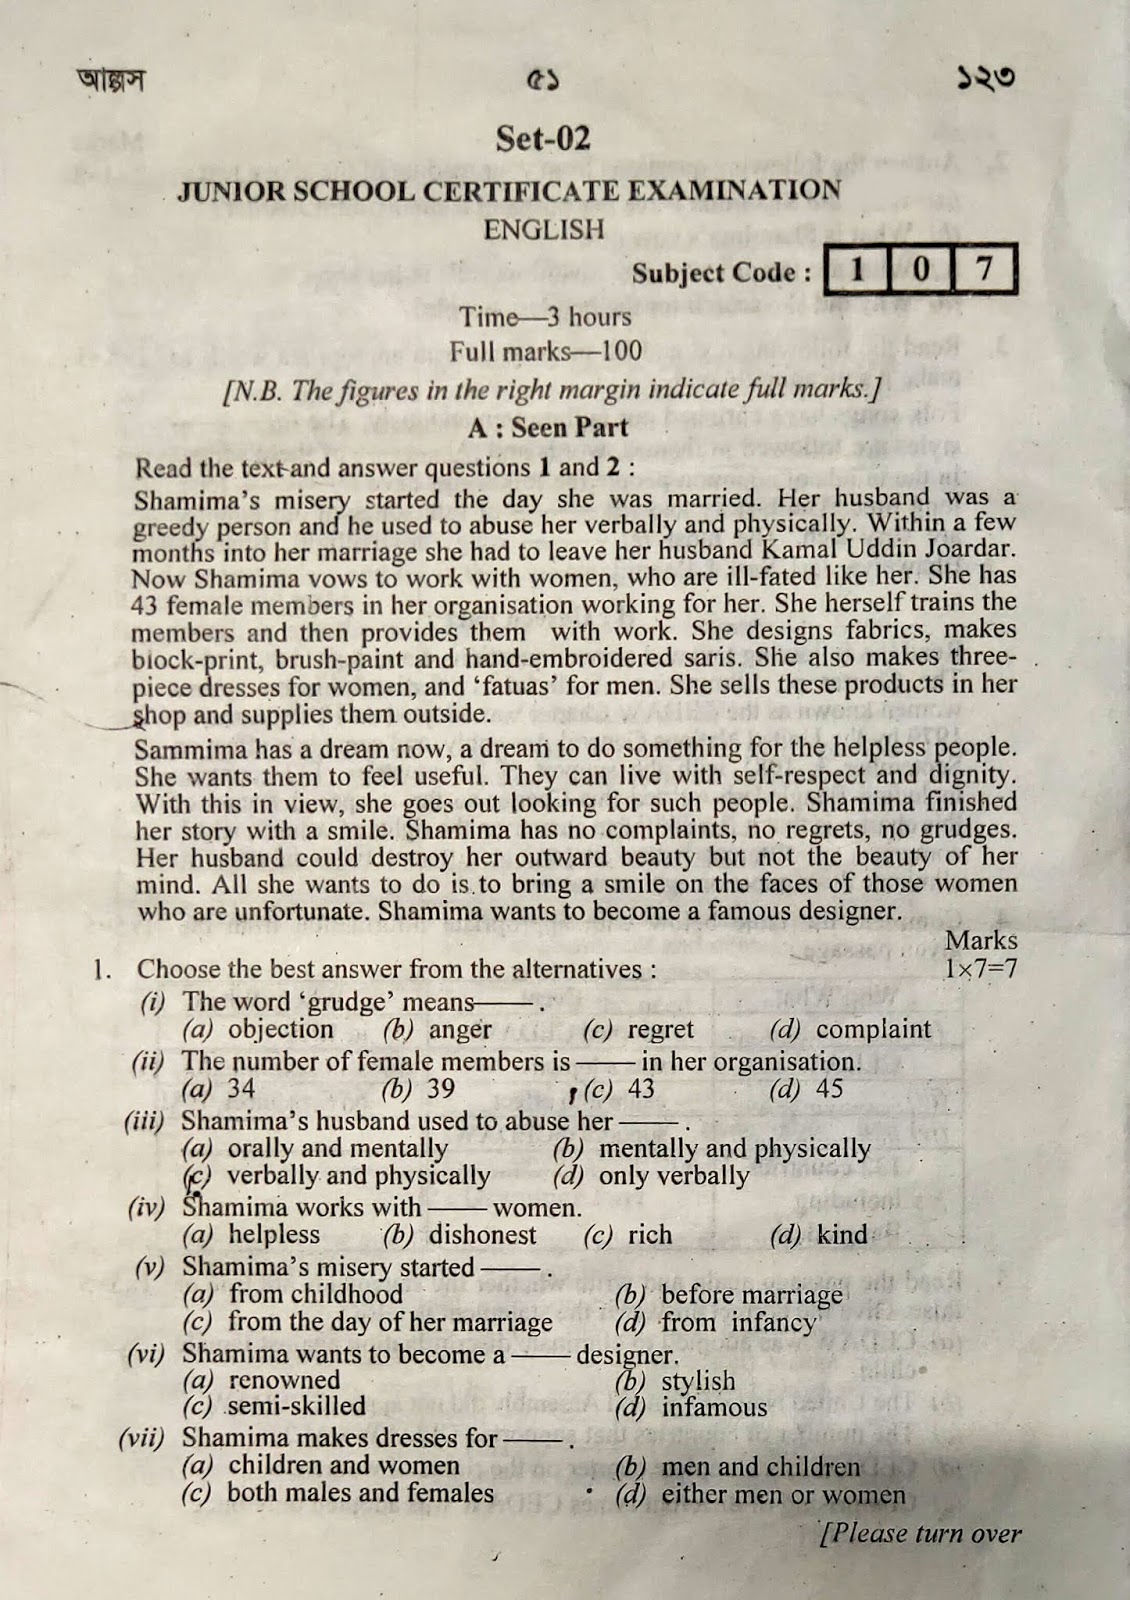 আল্লস ৫১ ১২৩
Set-02
JUNIOR SCHOOL CERTIFICATE EXAMINATION
ENGLISH
Subject Code : 1 0 7
Time—3 hours
Full marks—100
[N.B. The figures in the right margin indicate full marks.]
A : Seen Part
Read the text and answer questions 1 and 2 :
Shamima's misery started the day she was married. Her husband was a
greedy person and he used to abuse her verbally and physically. Within a few
months into her marriage she had to leave her husband Kamal Uddin Joardar.
Now Shamima vows to work with women, who are ill-fated like her. She has
43 female members in her organisation working for her. She herself trains the
members and then provides them with work. She designs fabrics, makes
block-print, brush-paint and hand-embroidered saris. She also makes three-
piece dresses for women, and 'fatuas' for men. She sells these products in her
shop and supplies them outside.
Sammima has a dream now, a dream to do something for the helpless people.
She wants them to feel useful. They can live with self-respect and dignity.
With this in view, she goes out looking for such people. Shamima finished
her story with a smile. Shamima has no complaints, no regrets, no grudges.
Her husband could destroy her outward beauty but not the beauty of her
mind. All she wants to do is to bring a smile on the faces of those women
who are unfortunate. Shamima wants to become a famous designer.
Marks
1. Choose the best answer from the alternatives : 1×7=7
(i) The word 'grudge' means—— .
(a) objection (b) anger (c) regret (d) complaint
(ii) The number of female members is —— in her organisation.
(a) 34 (b) 39 (c) 43 (d) 45
(iii) Shamima's husband used to abuse her —— .
(a) orally and mentally (b) mentally and physically
(c) verbally and physically (d) only verbally
(iv) Shamima works with —— women.
(a) helpless (b) dishonest (c) rich (d) kind
(v) Shamima's misery started —— .
(a) from childhood (b) before marriage
(c) from the day of her marriage (d) from infancy
(vi) Shamima wants to become a —— designer.
(a) renowned (b) stylish
(c) semi-skilled (d) infamous
(vii) Shamima makes dresses for —— .
(a) children and women (b) men and children
(c) both males and females (d) either men or women
[Please turn over